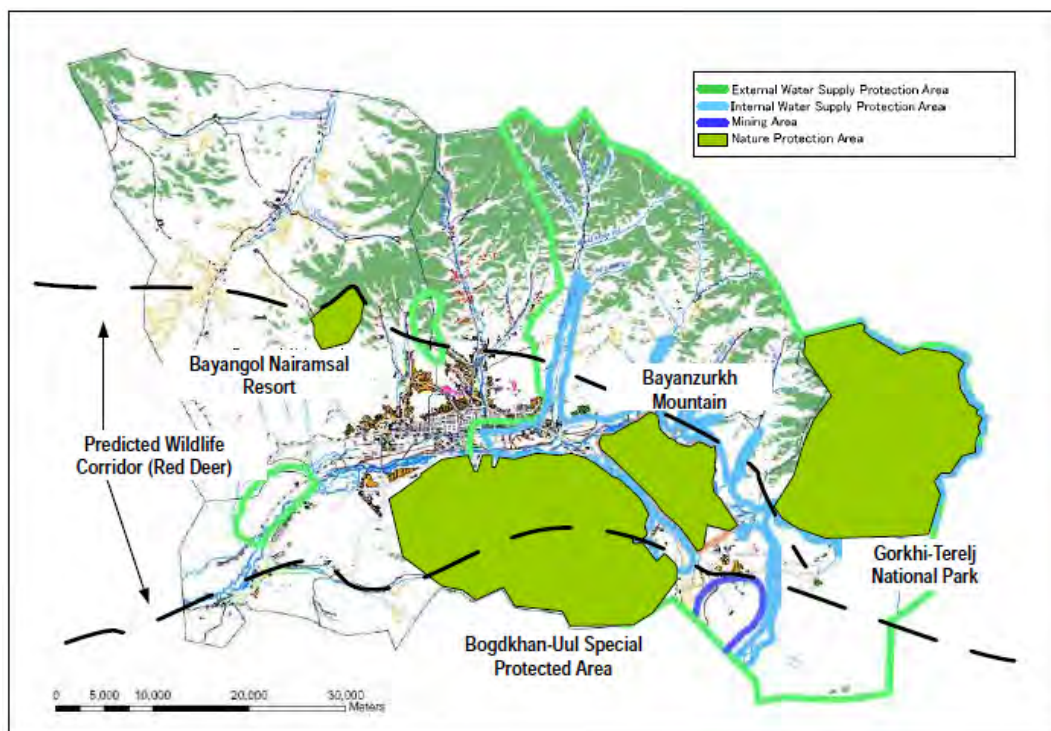 External Water Supply Protection Area
Internal Water Supply Protection Area
Mining Area
Nature Protection Area
Bayangol Nairamsal
Resort
Bayanzurkh
Mountain
Predicted Wildlife
Corridor (Red Deer)
Gorkhi-Terelj
National Park
Bogdkhan-Uul Special
Protected Area
0 5,000 10,000 20,000 30,000
Meters